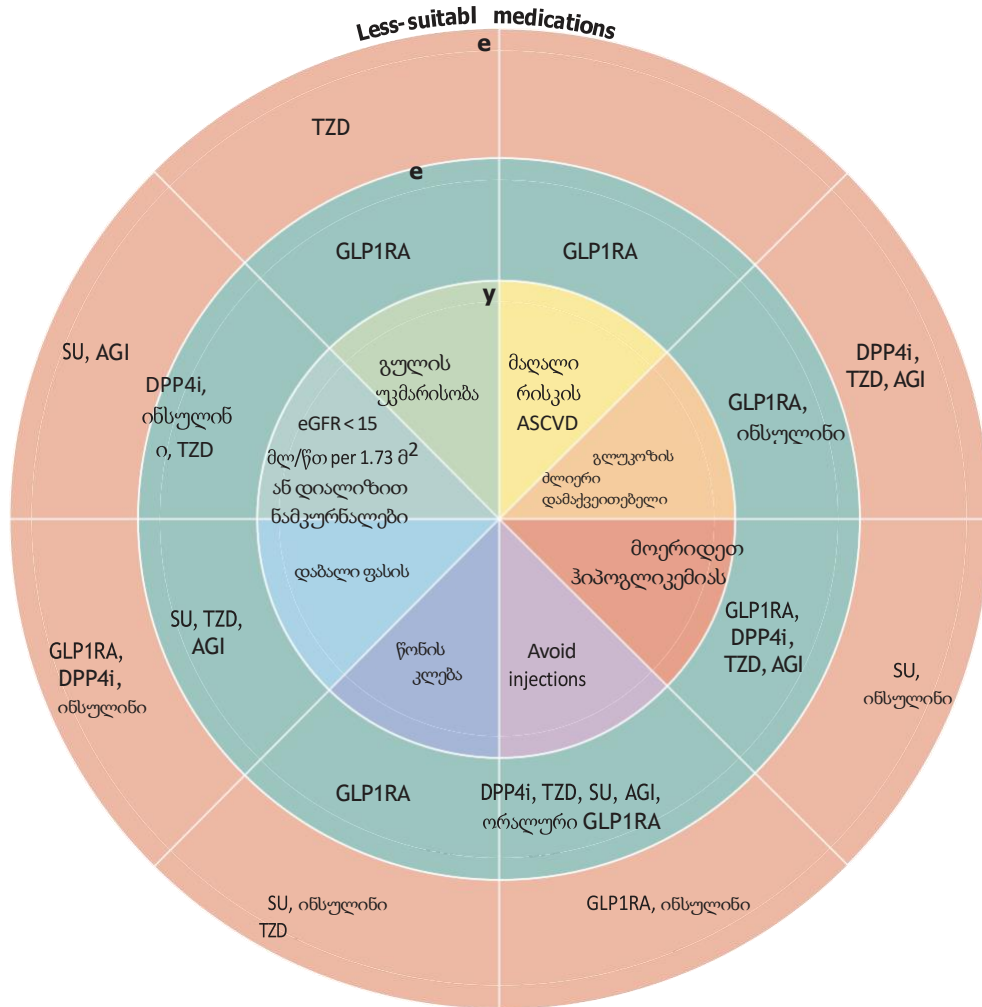 Less-suitabl medications
e
TZD
e
GLP1RA
GLP1RA
y
SU, AGI
DPP4i,
ინსულინ
ი, TZD
გულის
უკმარისობა
მაღალი
რისკის
ASCVD
DPP4i,
TZD, AGI
GLP1RA,
ინსულინი
eGFR < 15
მლ/წთ per 1.73 მ²
ან დიალიზით
ნამკურნალები
გლუკოზის
ძლიერი
დამაქვეითებელი
დაბალი ფასის
მოერიდეთ
ჰიპოგლიკემიას
SU, TZD,
AGI
GLP1RA,
DPP4i,
TZD, AGI
GLP1RA,
DPP4i,
ინსულინი
წონის
კლება
Avoid
injections
SU,
ინსულინი
GLP1RA
DPP4i, TZD, SU, AGI,
ორალური GLP1RA
SU, ინსულინი
TZD
GLP1RA, ინსულინი